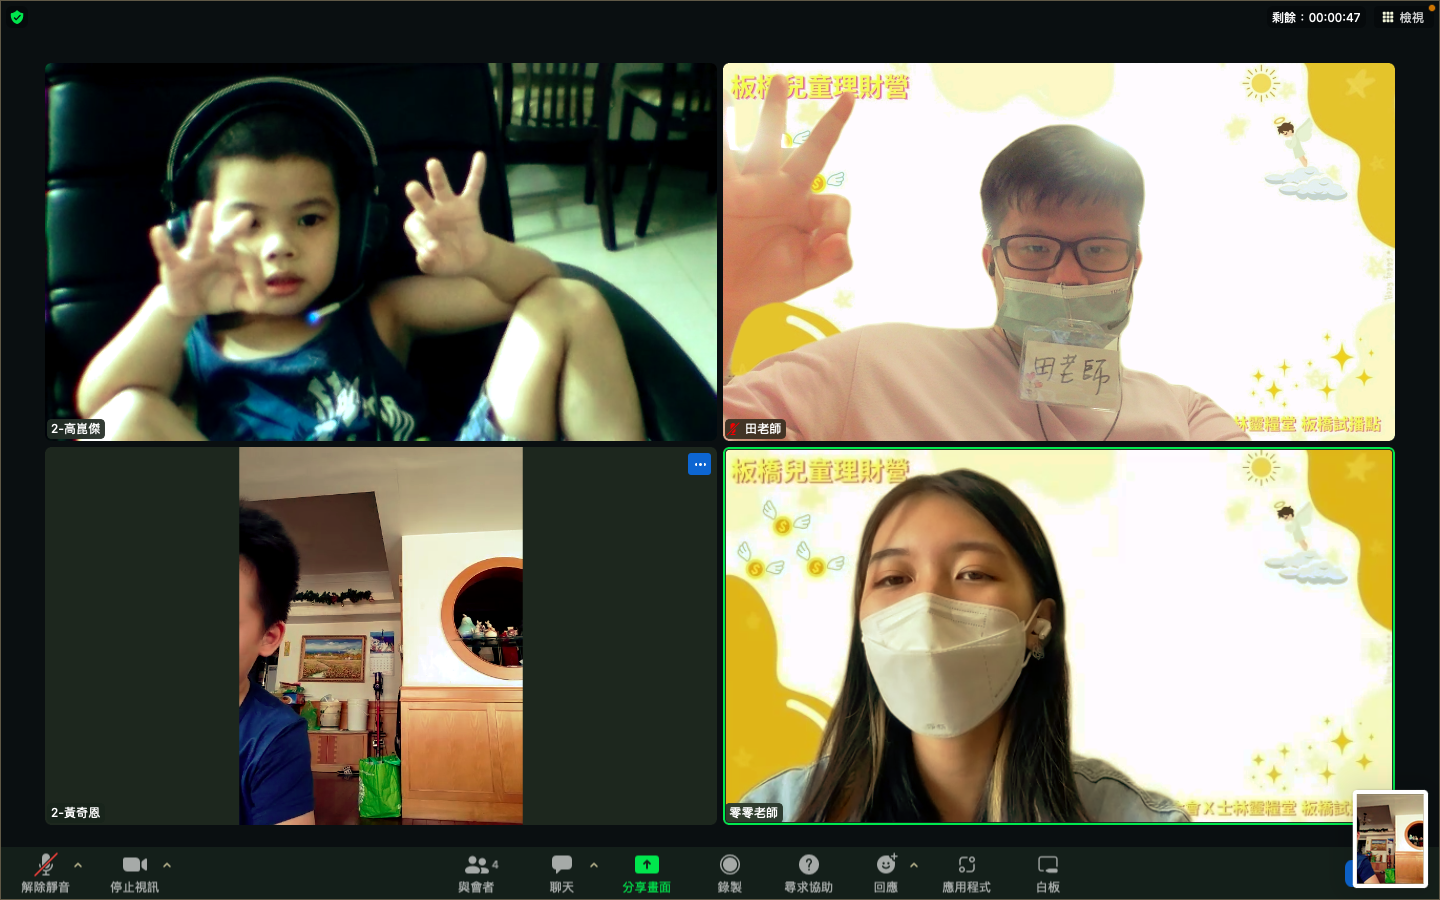 剩餘：00:00:47
檢視
2-高崑傑
板橋兒童理財營
田老師
林靈糧堂 板橋試播點
田老師
2-黃奇恩
板橋兒童理財營
會 X 士林靈糧堂 板橋試
零零老師
解除靜音
停止視訊
4
與會者
聊天
分享畫面
錄製
尋求協助
回應
應用程式
白板